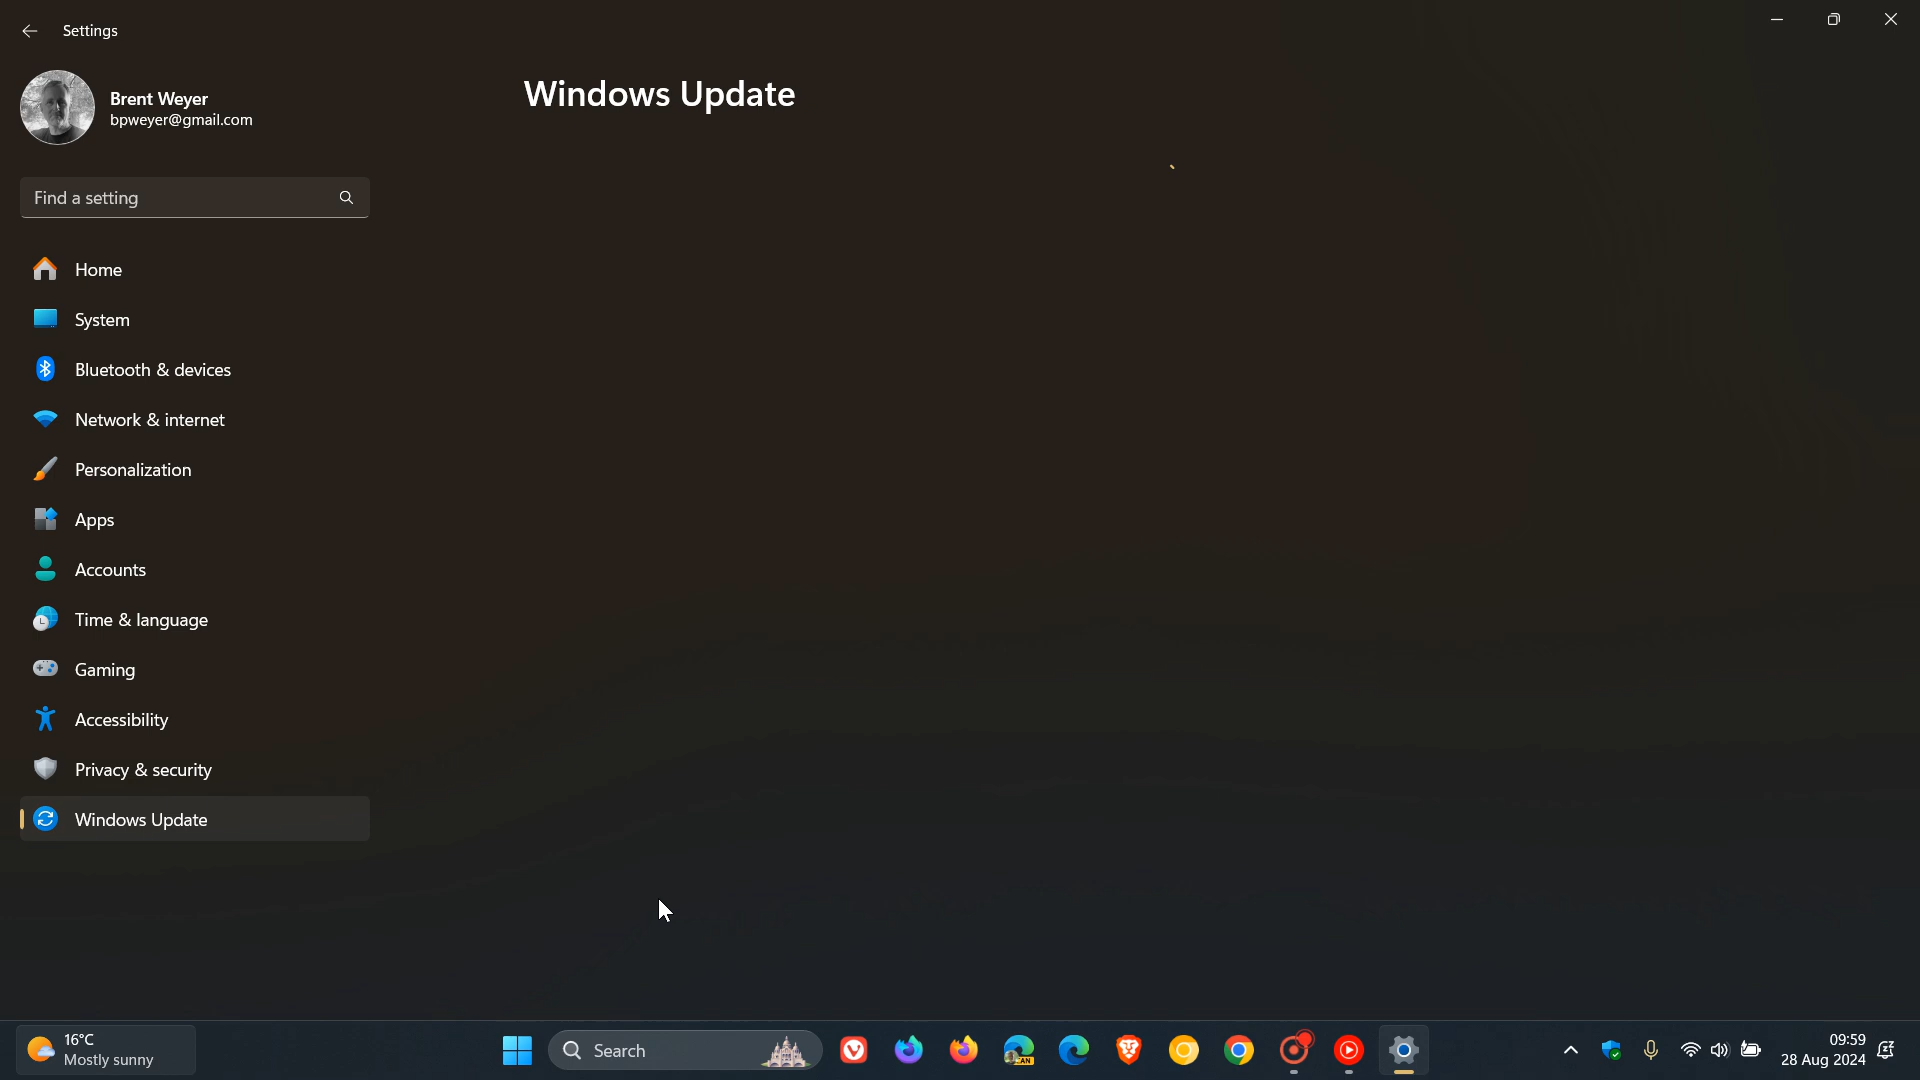 Settings
Brent Weyer
bpweyer@gmail.com
Windows Update
Find a setting
Home
System
Bluetooth & devices
Network & internet
Personalization
Apps
Accounts
Time & language
Gaming
Accessibility
Privacy & security
Windows Update
16°C
Mostly sunny
Search
CAN
09:59
28 Aug 2024